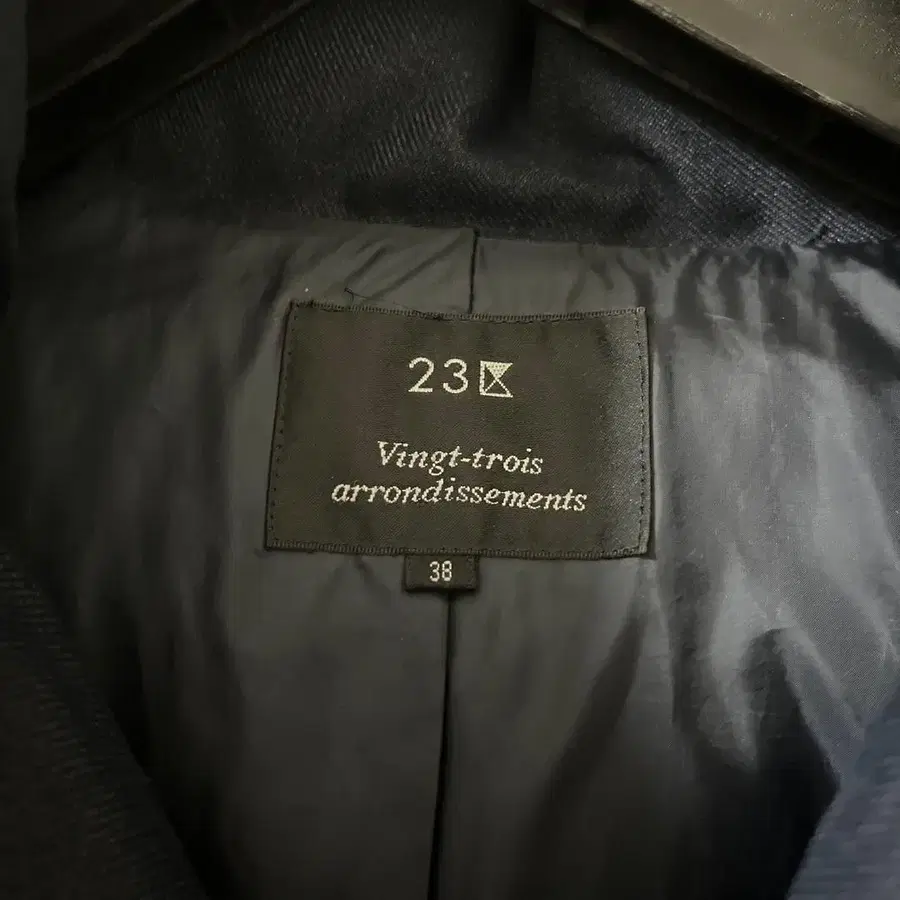 23区
Vingt-trois
arrondissements
38